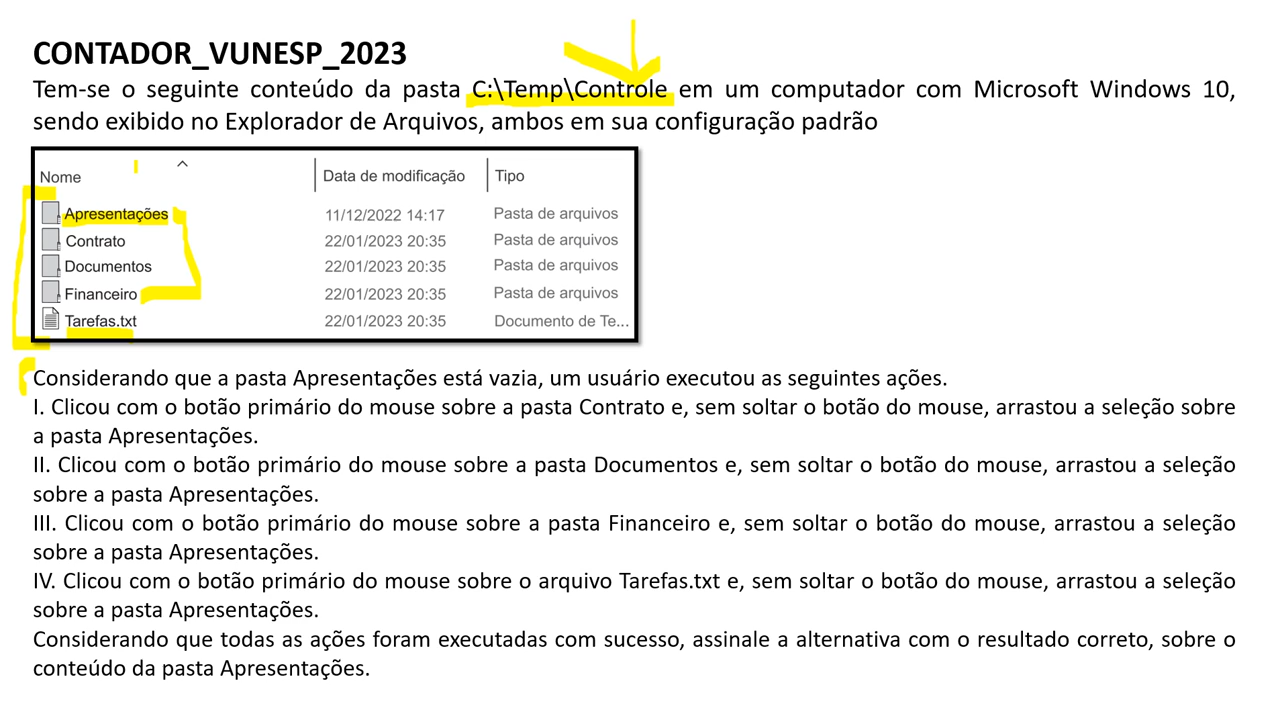 CONTADOR_VUNESP_2023
Tem-se o seguinte conteúdo da pasta C:\Temp\Controle em um computador com Microsoft Windows 10,
sendo exibido no Explorador de Arquivos, ambos em sua configuração padrão
Nome Data de modificação Tipo
Apresentações 11/12/2022 14:17 Pasta de arquivos
Contrato 22/01/2023 20:35 Pasta de arquivos
Documentos 22/01/2023 20:35 Pasta de arquivos
Financeiro 22/01/2023 20:35 Pasta de arquivos
Tarefas.txt 22/01/2023 20:35 Documento de Te...
Considerando que a pasta Apresentações está vazia, um usuário executou as seguintes ações.
I. Clicou com o botão primário do mouse sobre a pasta Contrato e, sem soltar o botão do mouse, arrastou a seleção sobre
a pasta Apresentações.
II. Clicou com o botão primário do mouse sobre a pasta Documentos e, sem soltar o botão do mouse, arrastou a seleção
sobre a pasta Apresentações.
III. Clicou com o botão primário do mouse sobre a pasta Financeiro e, sem soltar o botão do mouse, arrastou a seleção
sobre a pasta Apresentações.
IV. Clicou com o botão primário do mouse sobre o arquivo Tarefas.txt e, sem soltar o botão do mouse, arrastou a seleção
sobre a pasta Apresentações.
Considerando que todas as ações foram executadas com sucesso, assinale a alternativa com o resultado correto, sobre o
conteúdo da pasta Apresentações.